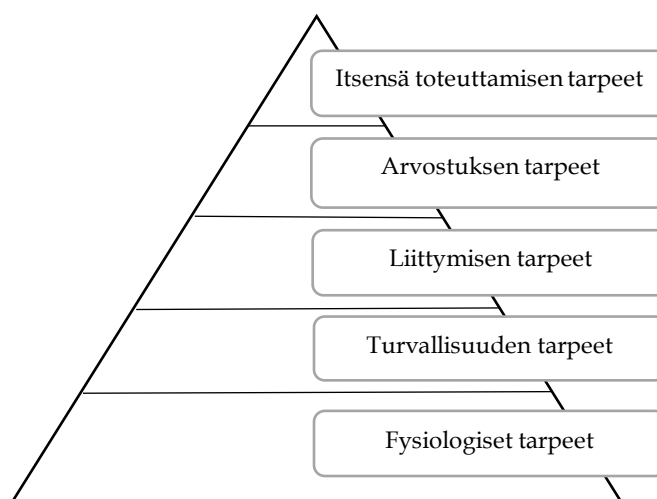 Itsensä toteuttamisen tarpeet
Arvostuksen tarpeet
Liittymisen tarpeet
Turvallisuuden tarpeet
Fysiologiset tarpeet